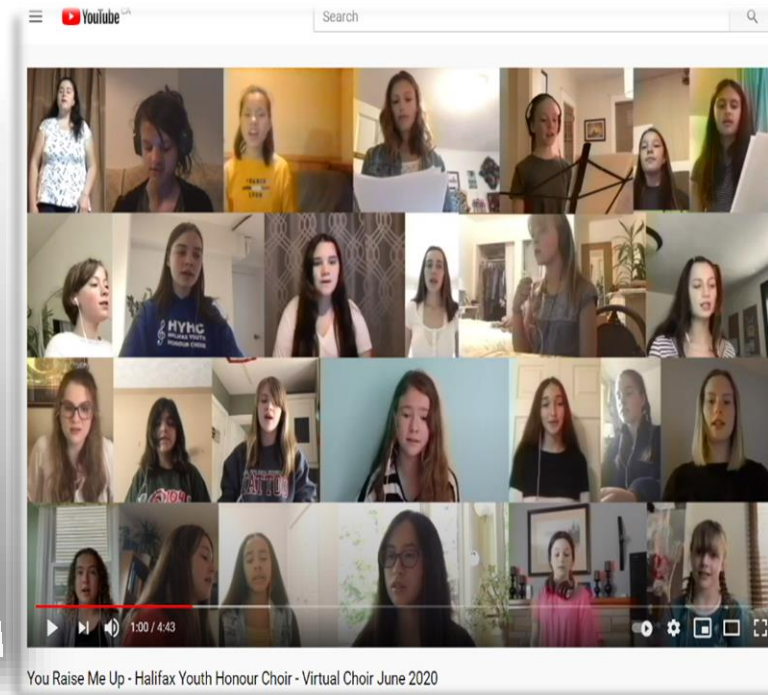 YouTube CA
Search
HYHC
HALIFAX YOUTH
HONOUR CHOIR
1:00 / 4:43
You Raise Me Up - Halifax Youth Honour Choir - Virtual Choir June 2020